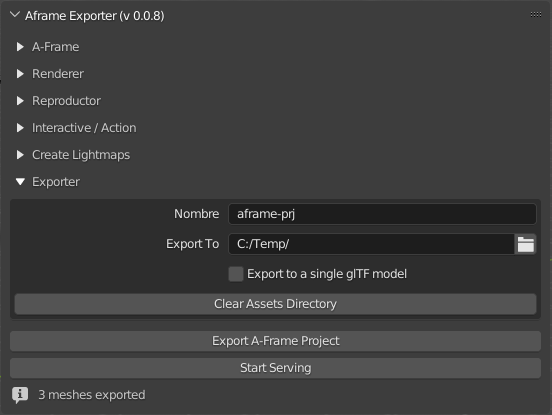 Aframe Exporter (v 0.0.8)
A-Frame
Renderer
Reproductor
Interactive / Action
Create Lightmaps
Exporter
Nombre aframe-prj
Export To C:/Temp/
Export to a single glTF model
Clear Assets Directory
Export A-Frame Project
Start Serving
3 meshes exported